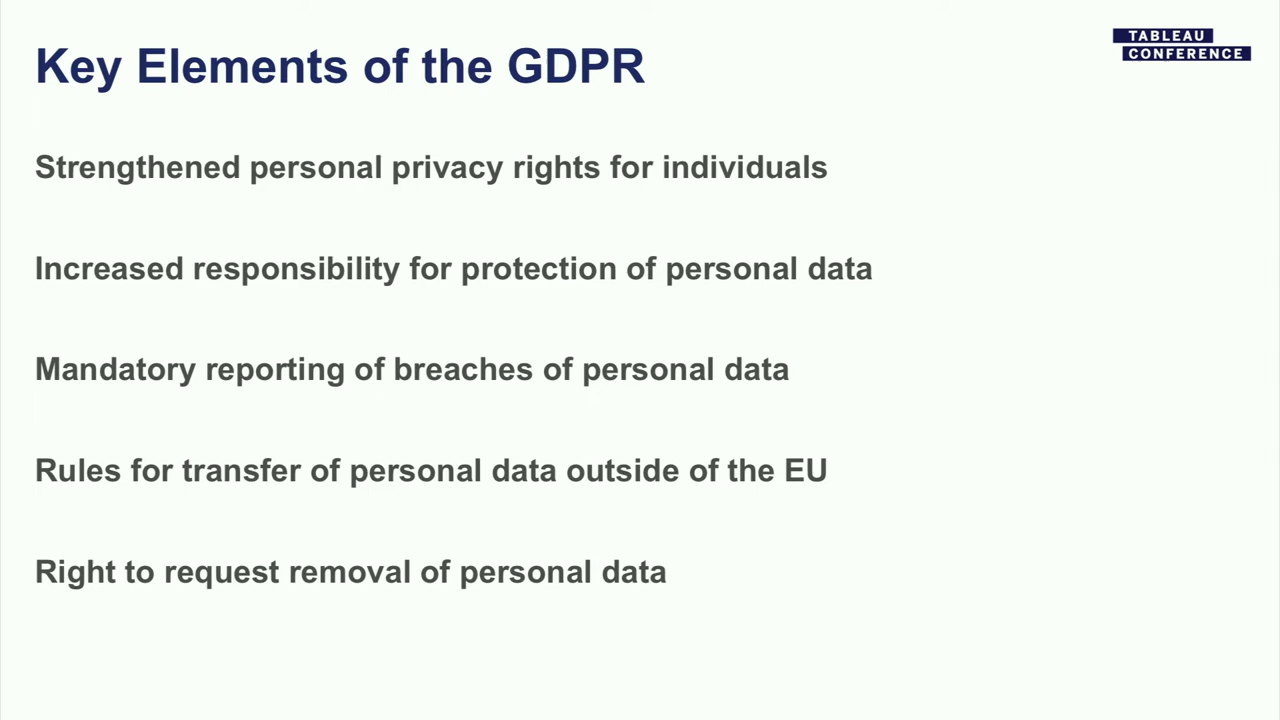 Key Elements of the GDPR
TABLEAU
CONFERENCE
Strengthened personal privacy rights for individuals
Increased responsibility for protection of personal data
Mandatory reporting of breaches of personal data
Rules for transfer of personal data outside of the EU
Right to request removal of personal data